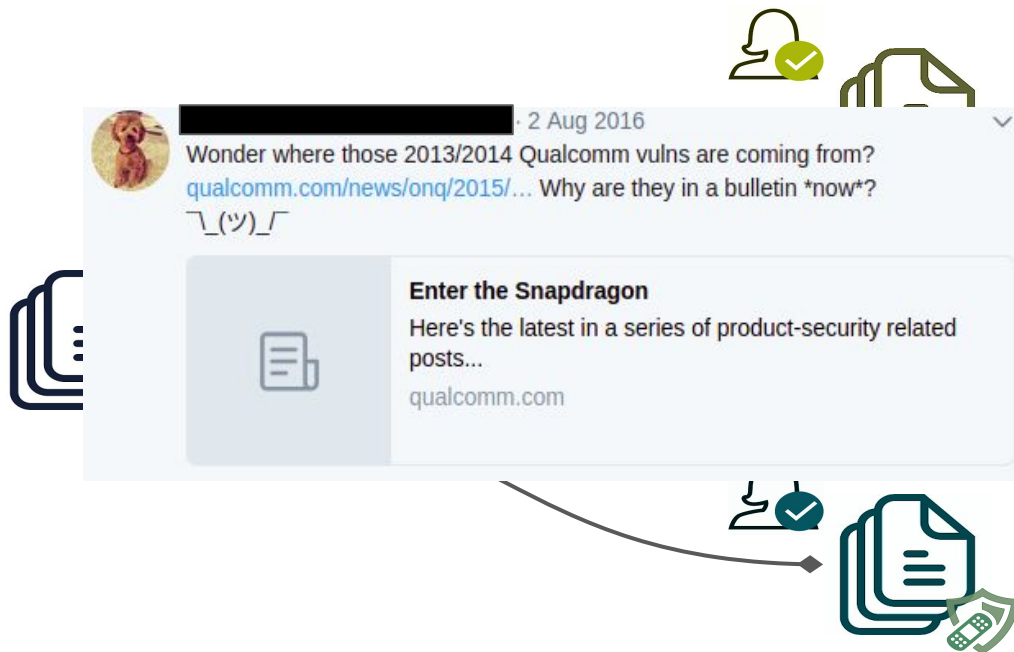 · 2 Aug 2016
Wonder where those 2013/2014 Qualcomm vulns are coming from?
qualcomm.com/news/onq/2015/… Why are they in a bulletin *now*?
¯\_(ツ)_/¯
Enter the Snapdragon
Here's the latest in a series of product-security related
posts...
qualcomm.com